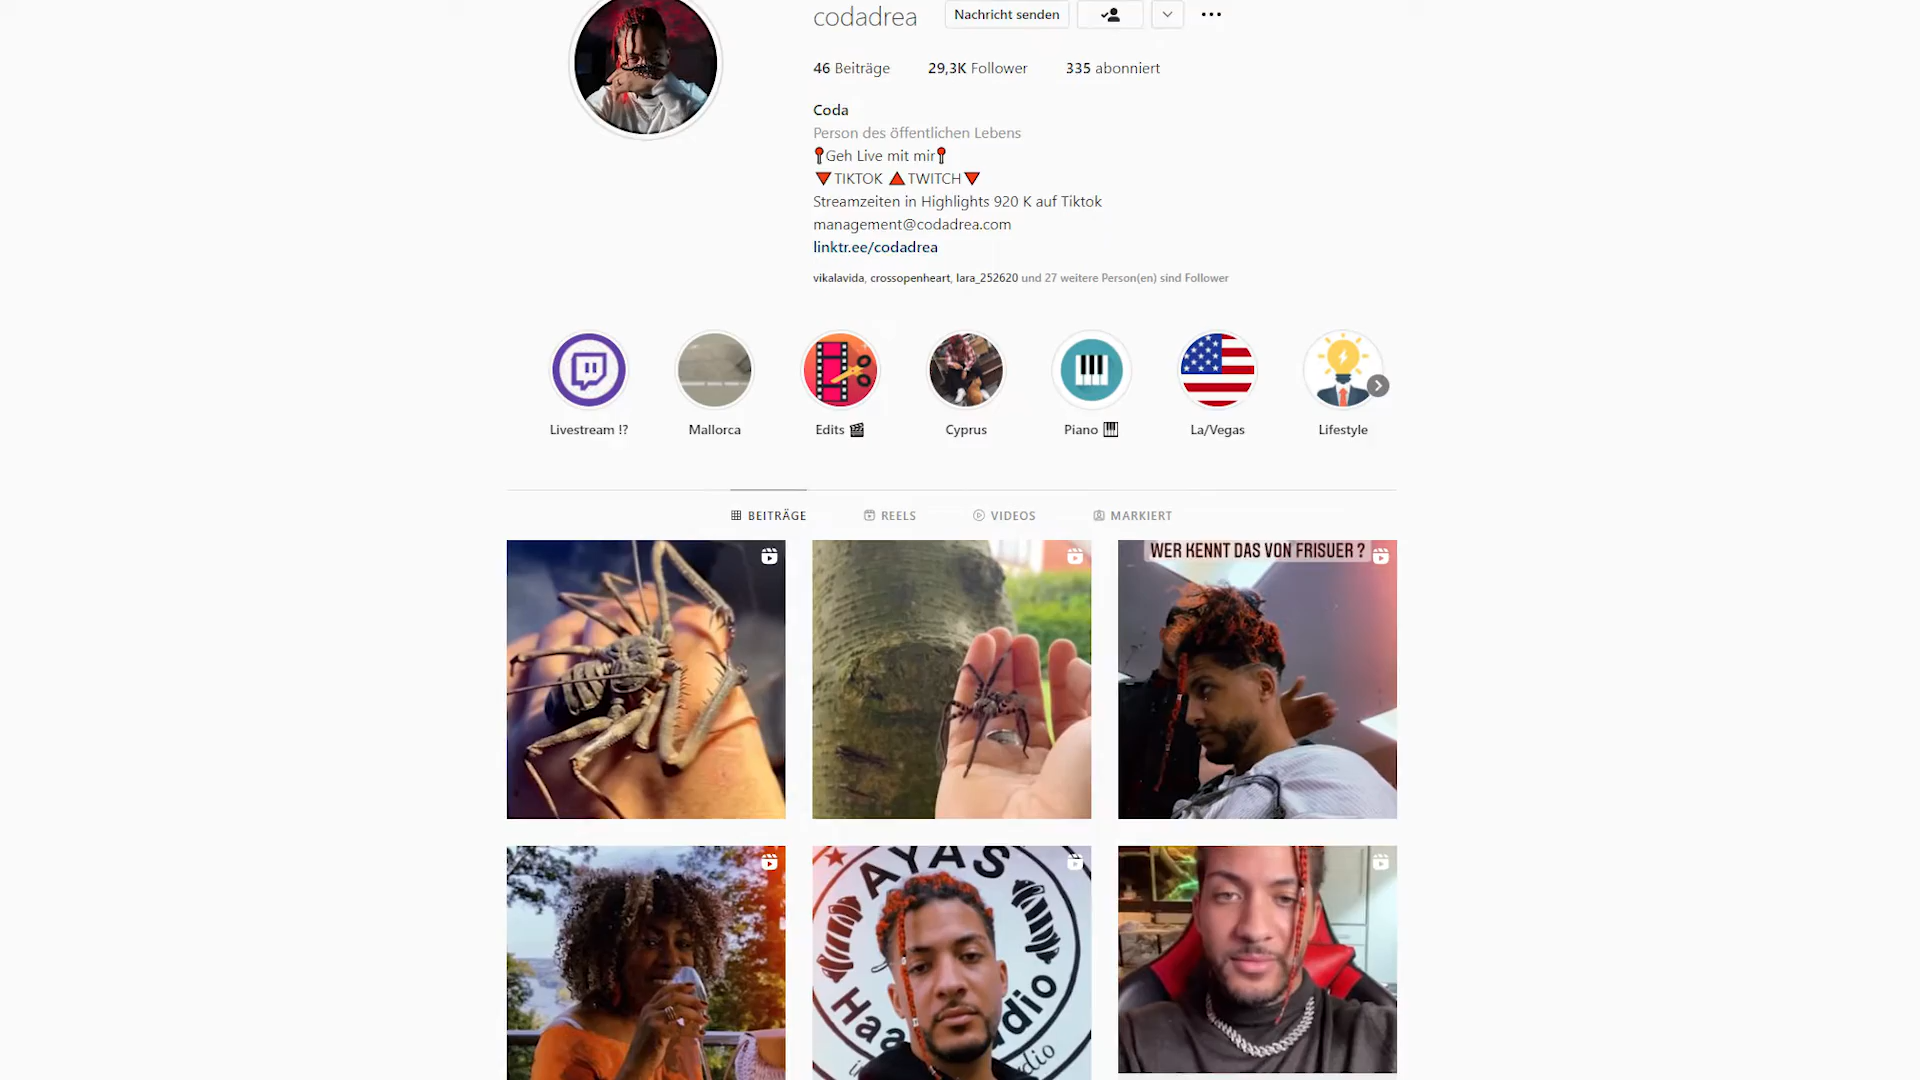 codadrea
Nachricht senden
46 Beiträge
29,3K Follower
335 abonniert
Coda
Person des öffentlichen Lebens
📍Geh Live mit mir📍
🔻TIKTOK 🔺TWITCH🔻
Streamzeiten in Highlights 920 K auf Tiktok
management@codadrea.com
linktr.ee/codadrea
vikalavida, crossopenheart, lara_252620 und 27 weitere Person(en) sind Follower
Livestream !?
Mallorca
Edits 🎬
Cyprus
Piano 🎹
La/Vegas
Lifestyle
BEITRÄGE
REELS
VIDEOS
MARKIERT
WER KENNT DAS VON FRISUER ?
AYAS